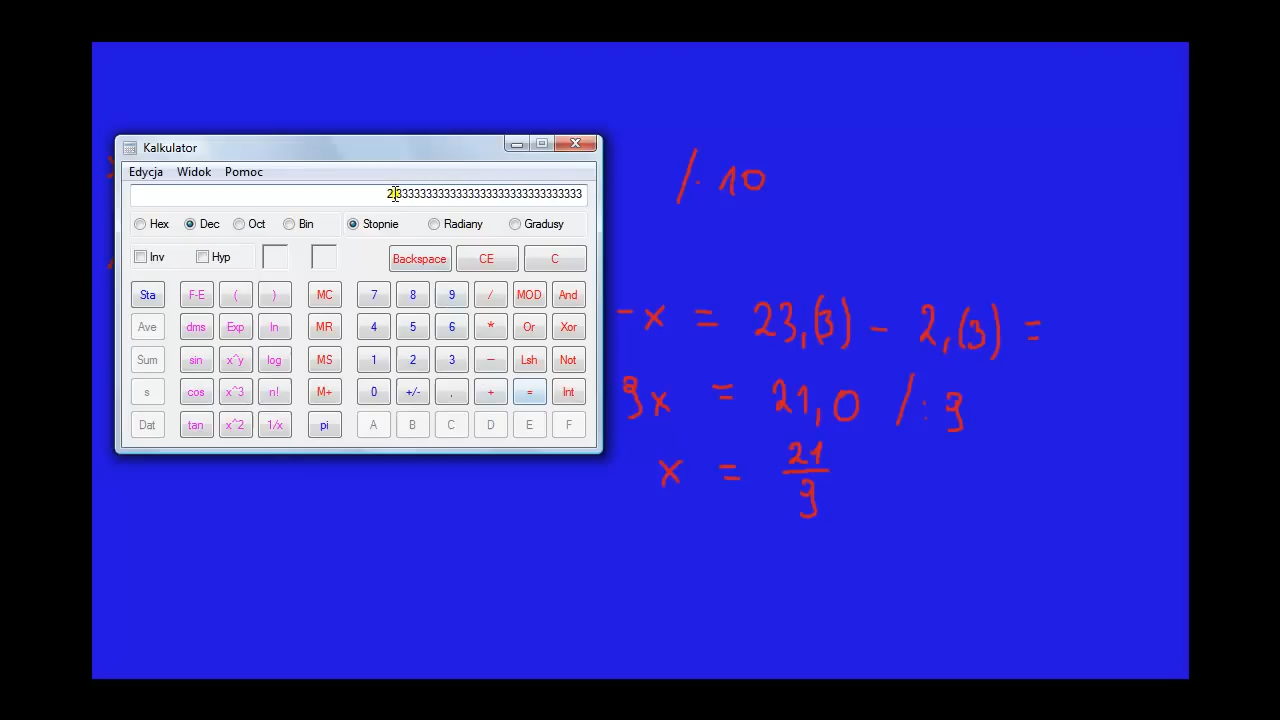 Kalkulator
Edycja Widok Pomoc
2,33333333333333333333333333333333
Hex Dec Oct Bin Stopnie Radiany Gradusy
Inv Hyp Backspace CE C
Sta F-E ( ) MC 7 8 9 / MOD And
Ave dms Exp ln MR 4 5 6 * Or Xor
Sum sin x^y log MS 1 2 3 − Lsh Not
s cos x^3 n! M+ 0 +/- , + = Int
Dat tan x^2 1/x pi A B C D E F
/· 10
-x = 23,(3) - 2,(3) =
9x = 21,0 /: 9
x = 21/9